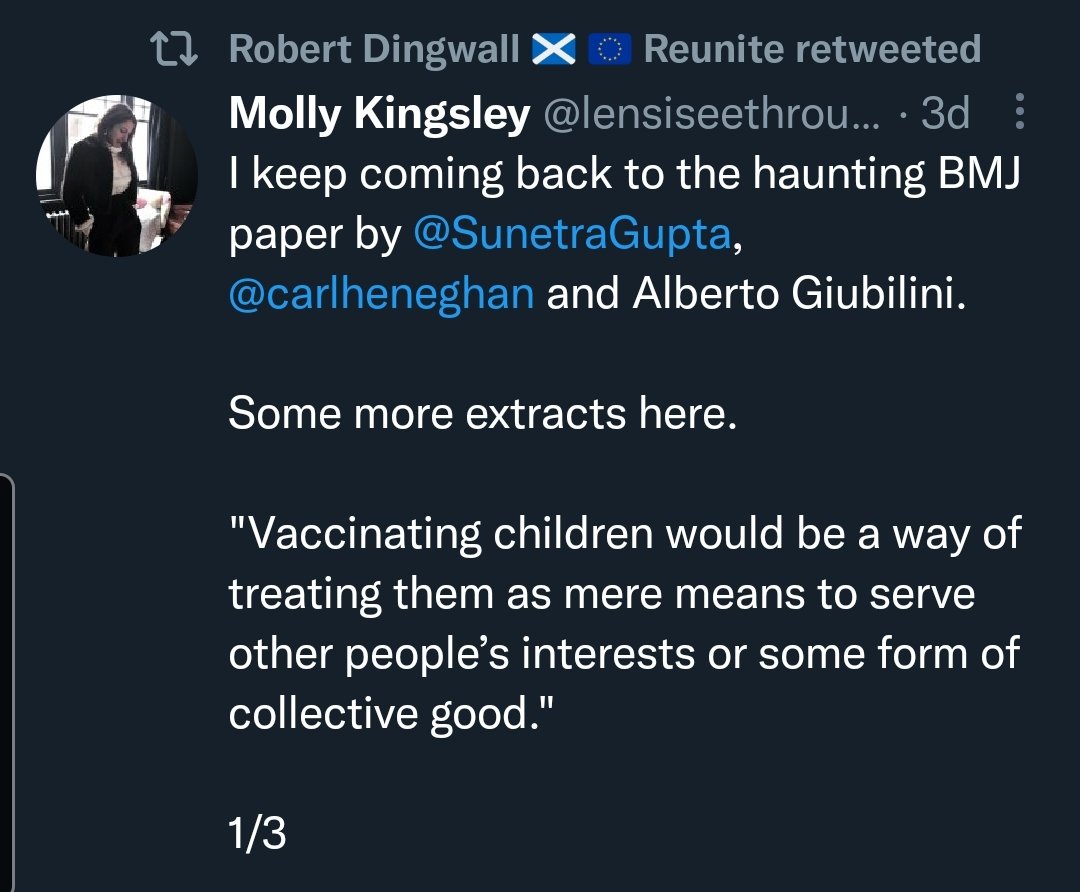 Robert Dingwall 🏴󠁧󠁢󠁳󠁣󠁴󠁿 🇪🇺 Reunite retweeted
Molly Kingsley @lensiseethrou... · 3d
I keep coming back to the haunting BMJ
paper by @SunetraGupta,
@carlheneghan and Alberto Giubilini.
Some more extracts here.
"Vaccinating children would be a way of
treating them as mere means to serve
other people’s interests or some form of
collective good."
1/3